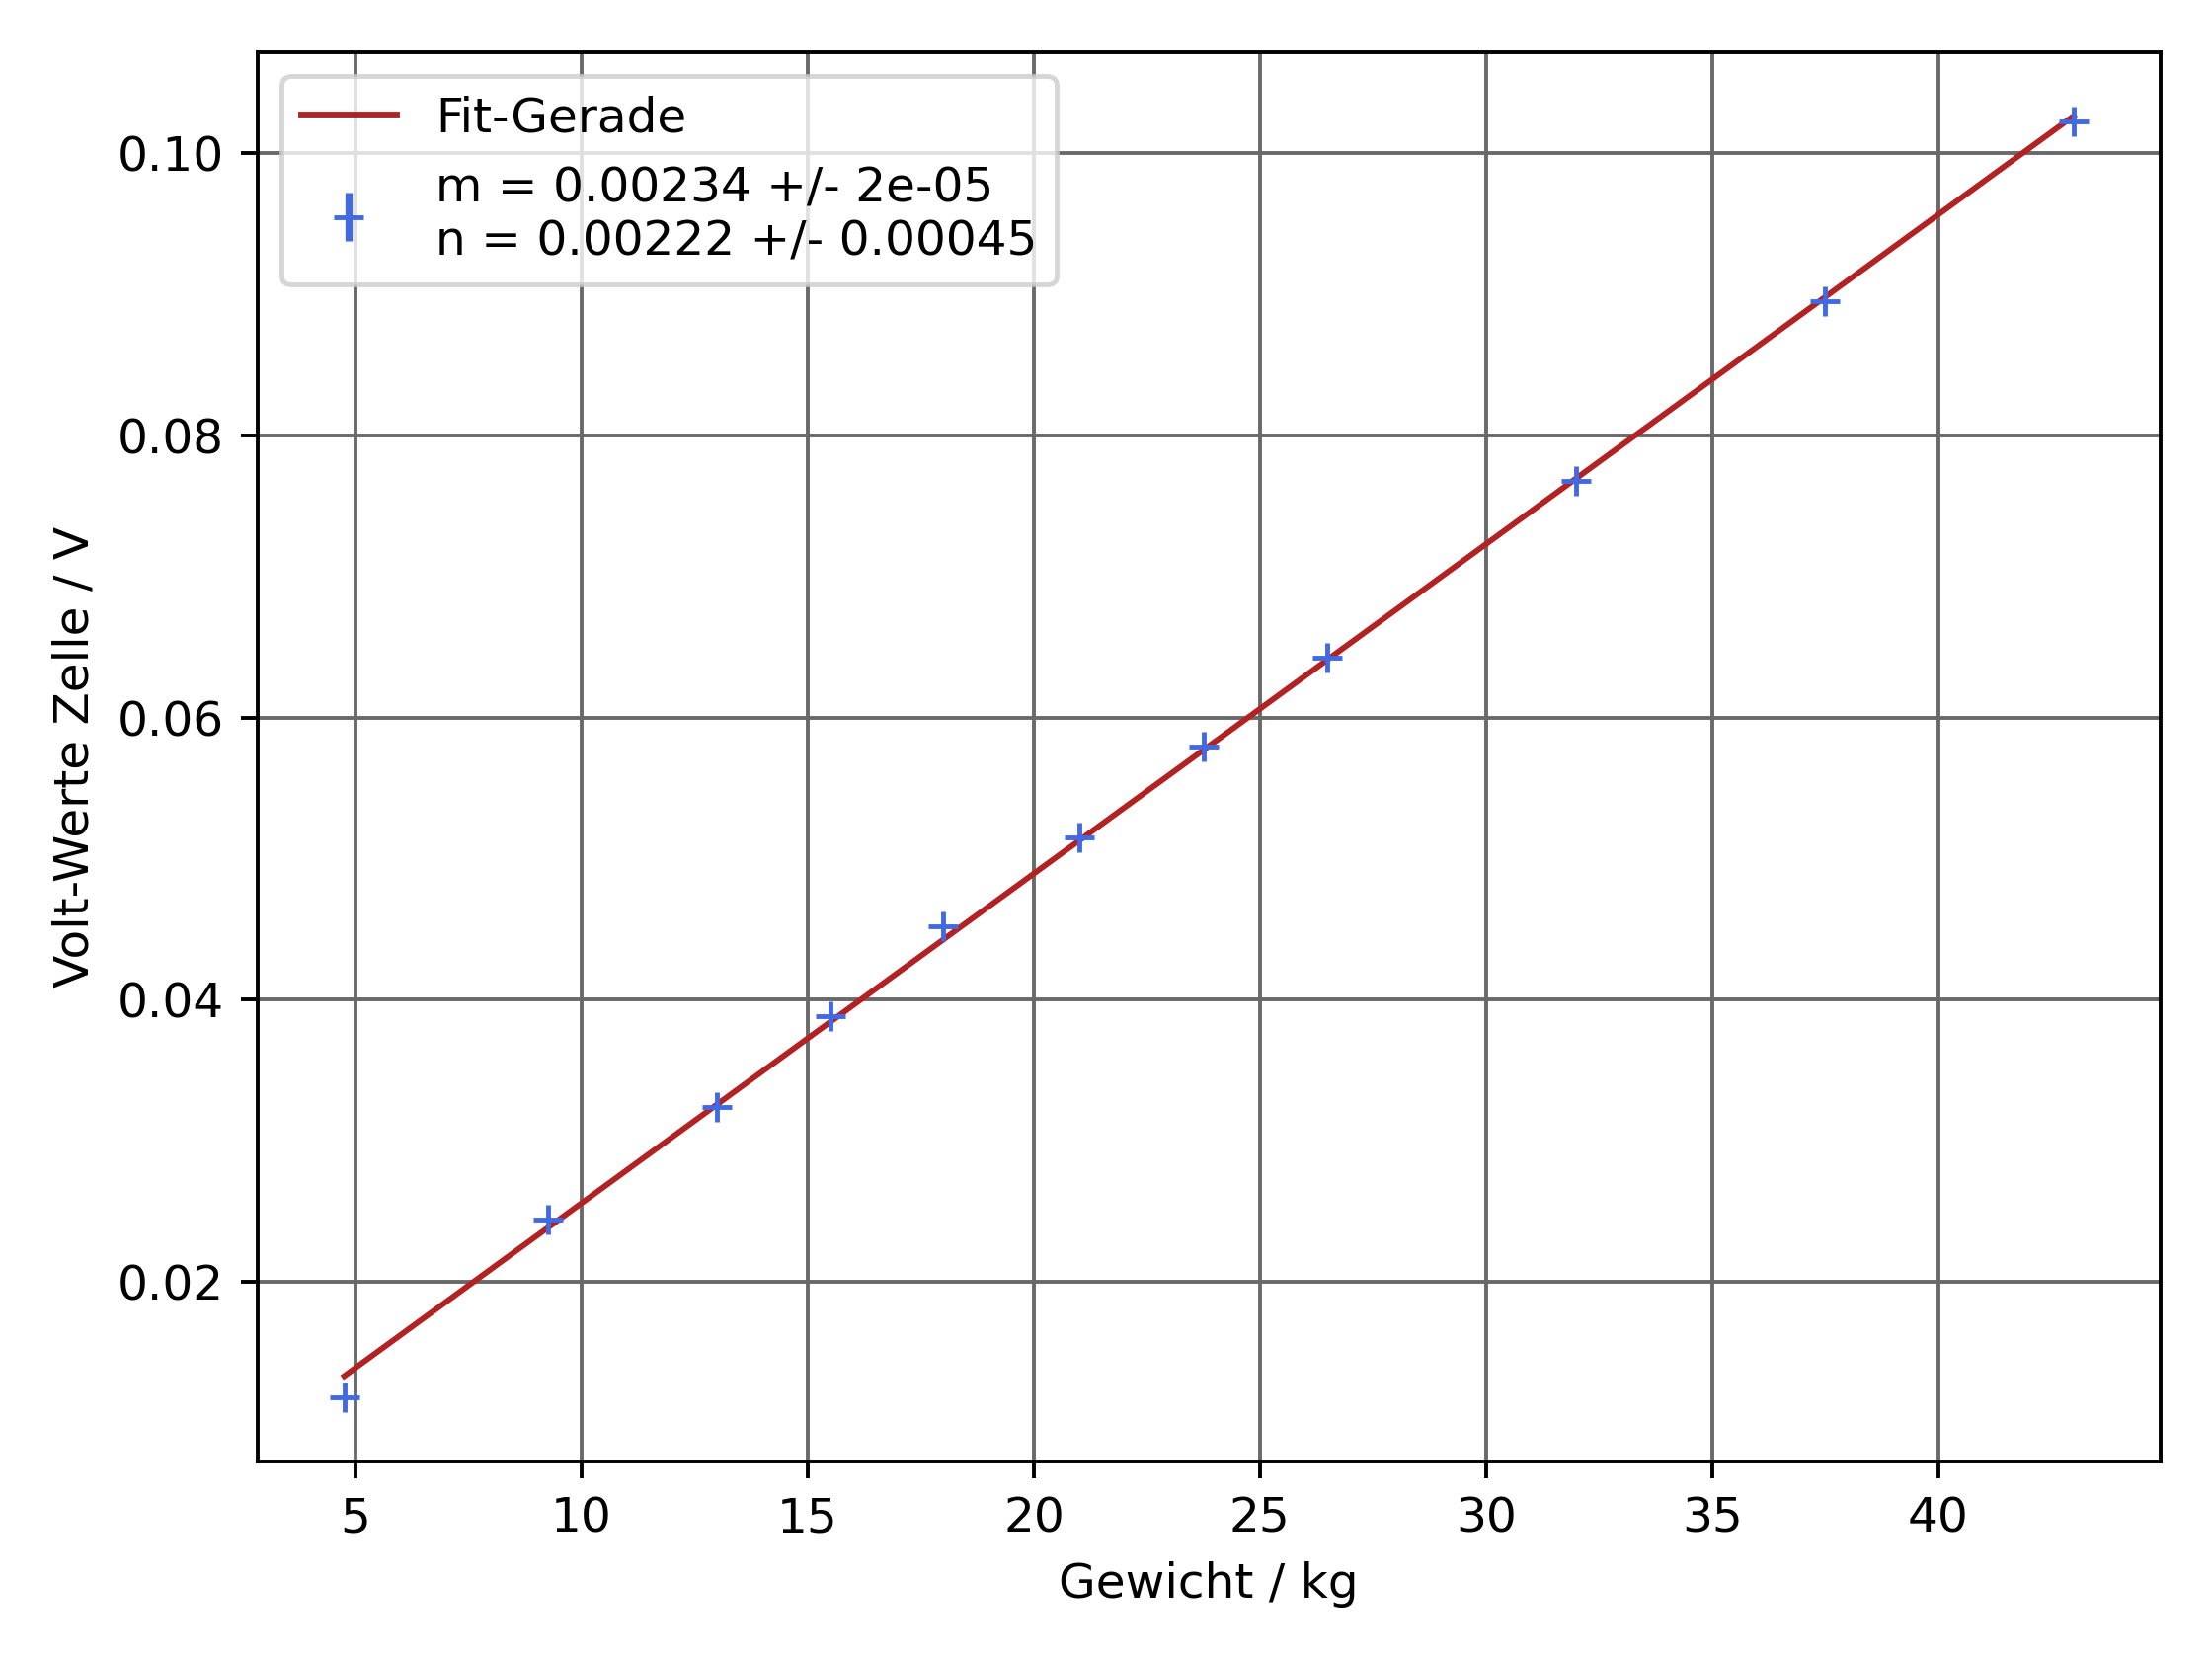 Fit-Gerade
m = 0.00234 +/- 2e-05
n = 0.00222 +/- 0.00045
0.10
0.08
0.06
0.04
0.02
Volt-Werte Zelle / V
5 10 15 20 25 30 35 40
Gewicht / kg